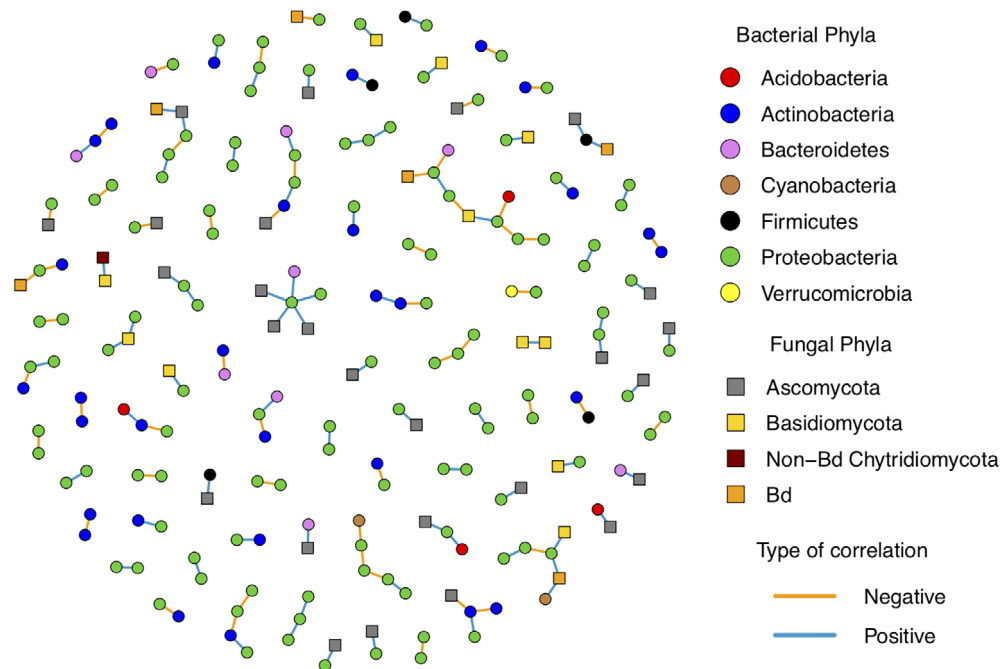 Bacterial Phyla
Acidobacteria
Actinobacteria
Bacteroidetes
Cyanobacteria
Firmicutes
Proteobacteria
Verrucomicrobia
Fungal Phyla
Ascomycota
Basidiomycota
Non−Bd Chytridiomycota
Bd
Type of correlation
Negative
Positive